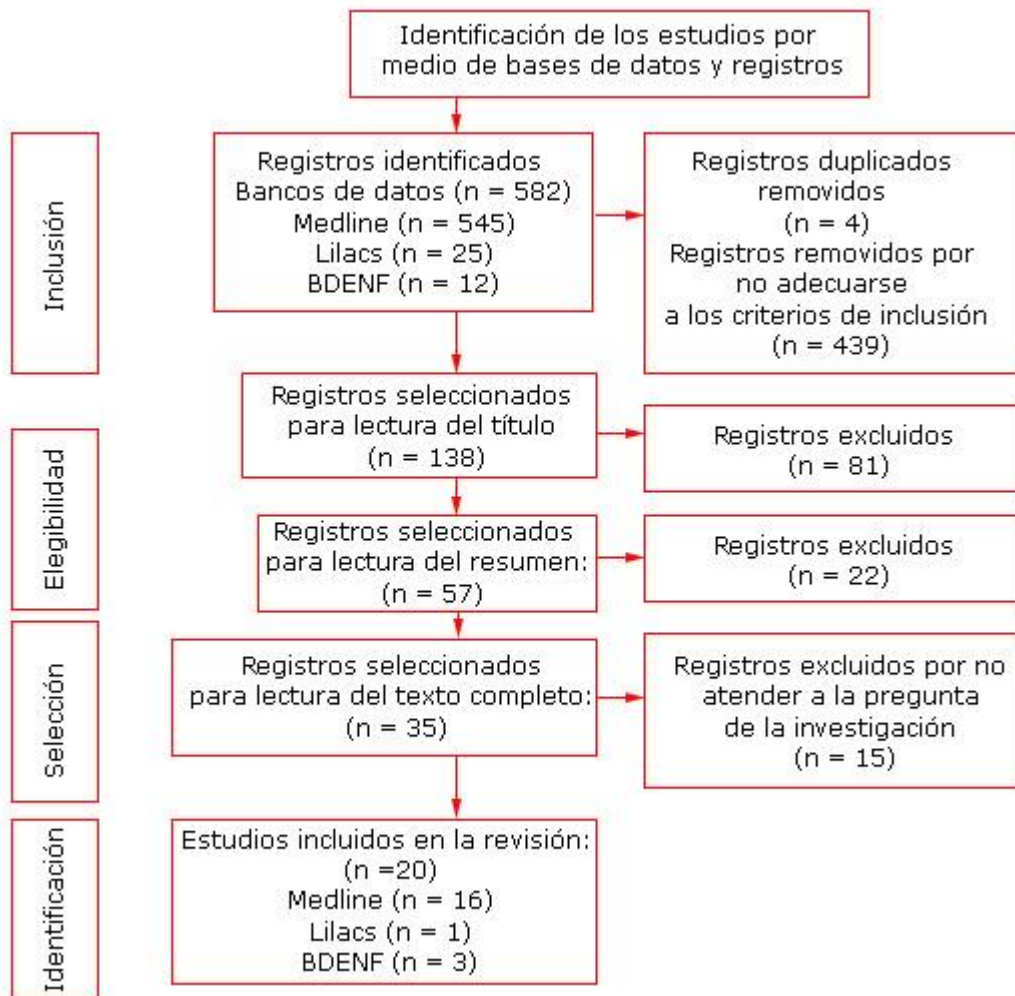 Identificación de los estudios por
medio de bases de datos y registros
Inclusión
Registros identificados
Bancos de datos (n = 582)
Medline (n = 545)
Lilacs (n = 25)
BDENF (n = 12)
Registros duplicados
removidos
(n = 4)
Registros removidos por
no adecuarse
a los criterios de inclusión
(n = 439)
Registros seleccionados
para lectura del título
(n = 138)
Registros excluidos
(n = 81)
Elegibilidad
Registros seleccionados
para lectura del resumen:
(n = 57)
Registros excluidos
(n = 22)
Selección
Registros seleccionados
para lectura del texto completo:
(n = 35)
Registros excluidos por no
atender a la pregunta
de la investigación
(n = 15)
Identificación
Estudios incluidos en la revisión:
(n =20)
Medline (n = 16)
Lilacs (n = 1)
BDENF (n = 3)